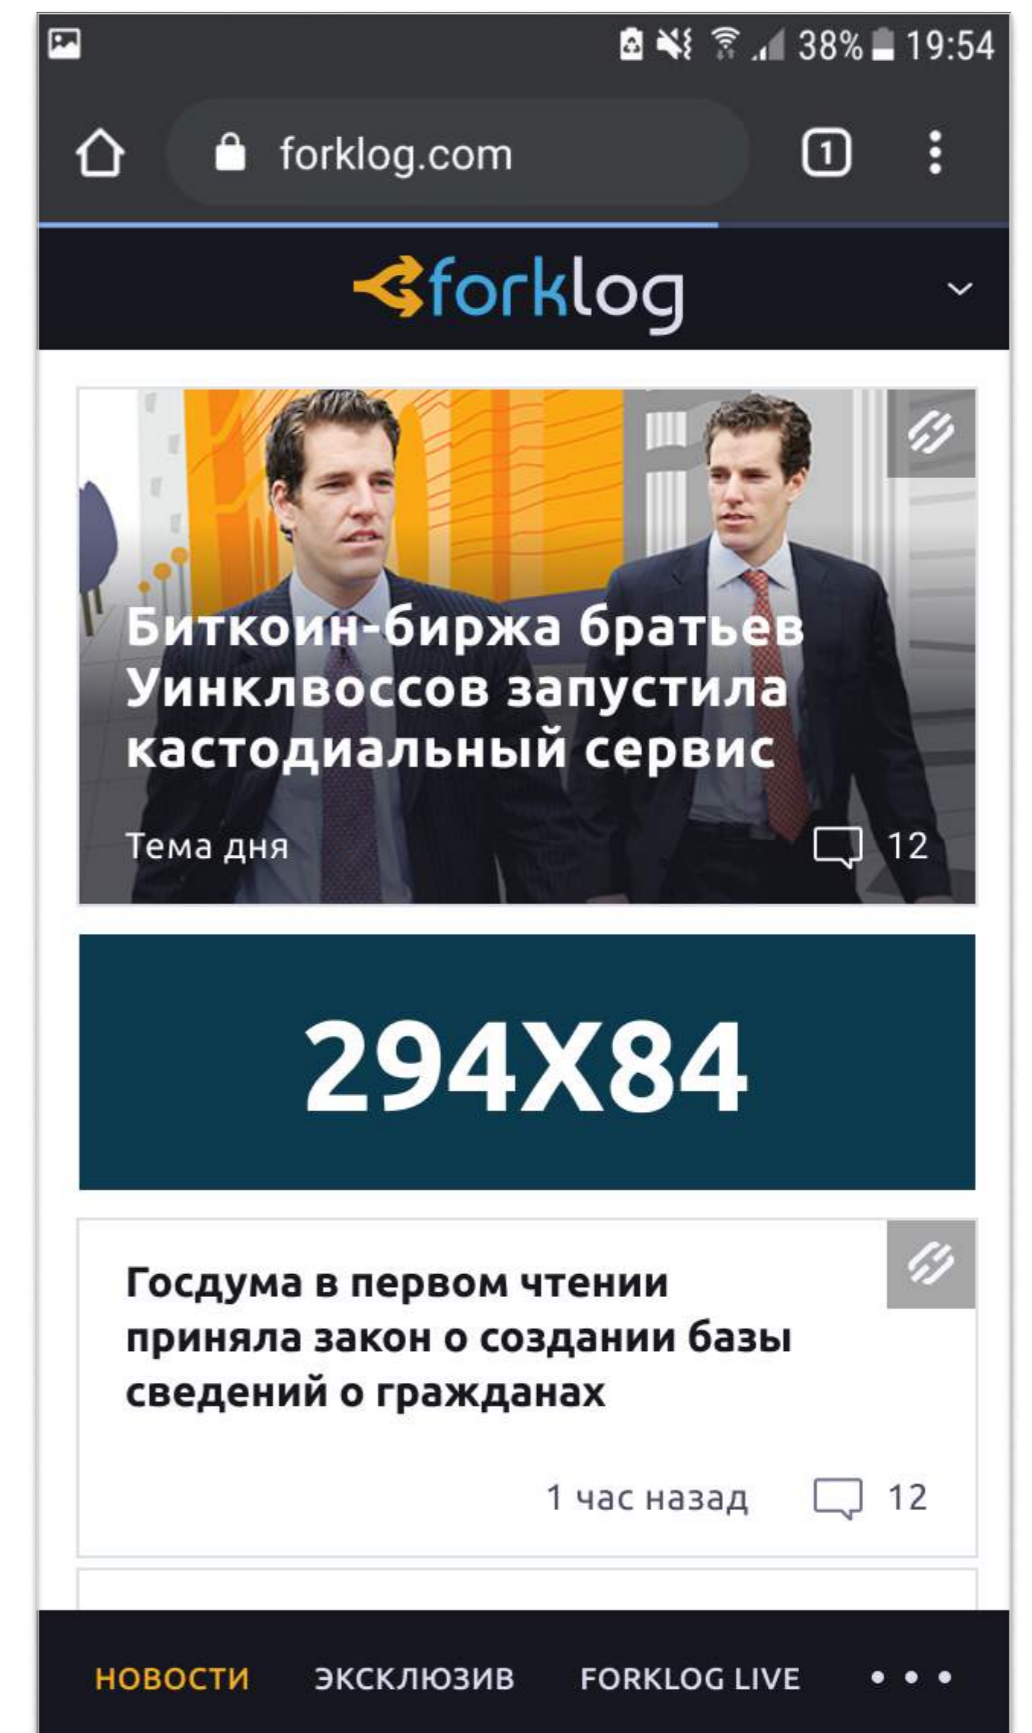 38% 19:54
forklog.com 1
forklog
Биткоин-биржа братьев
Уинклвоссов запустила
кастодиальный сервис
Тема дня 12
294X84
Госдума в первом чтении
приняла закон о создании базы
сведений о гражданах
1 час назад 12
НОВОСТИ ЭКСКЛЮЗИВ FORKLOG LIVE